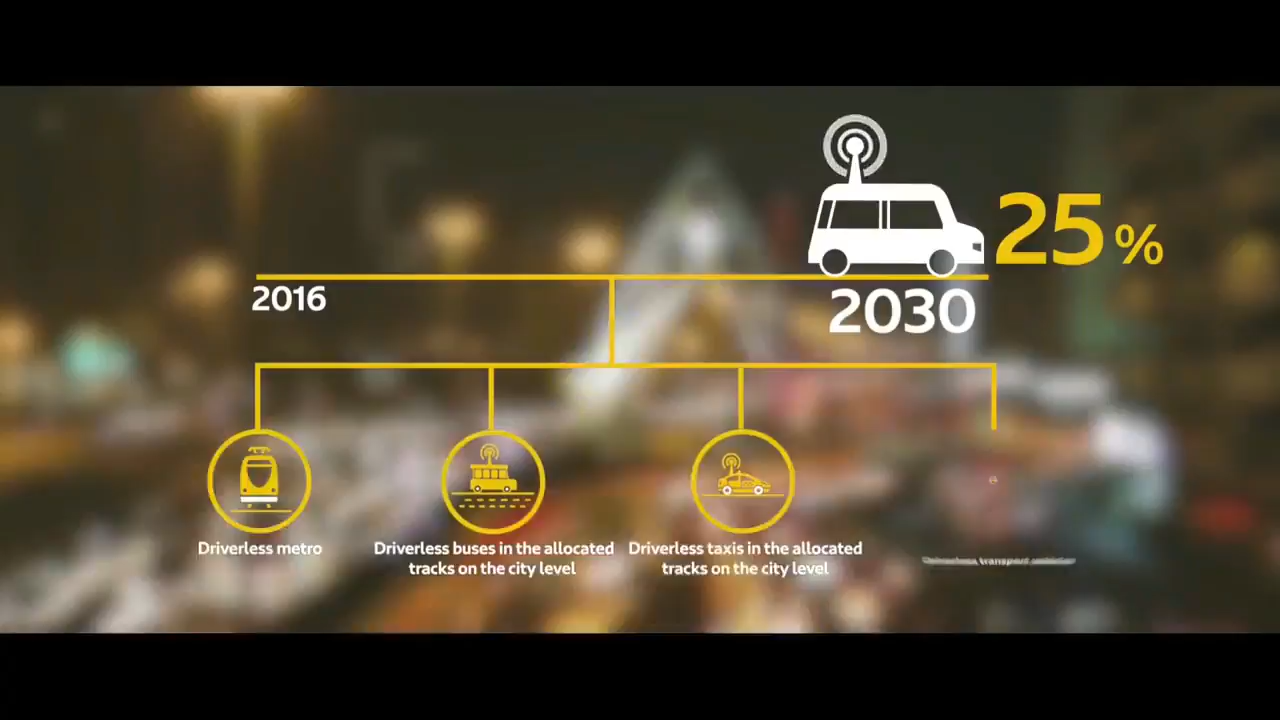 25 %
2016
2030
Driverless metro
Driverless buses in the allocated
tracks on the city level
Driverless taxis in the allocated
tracks on the city level